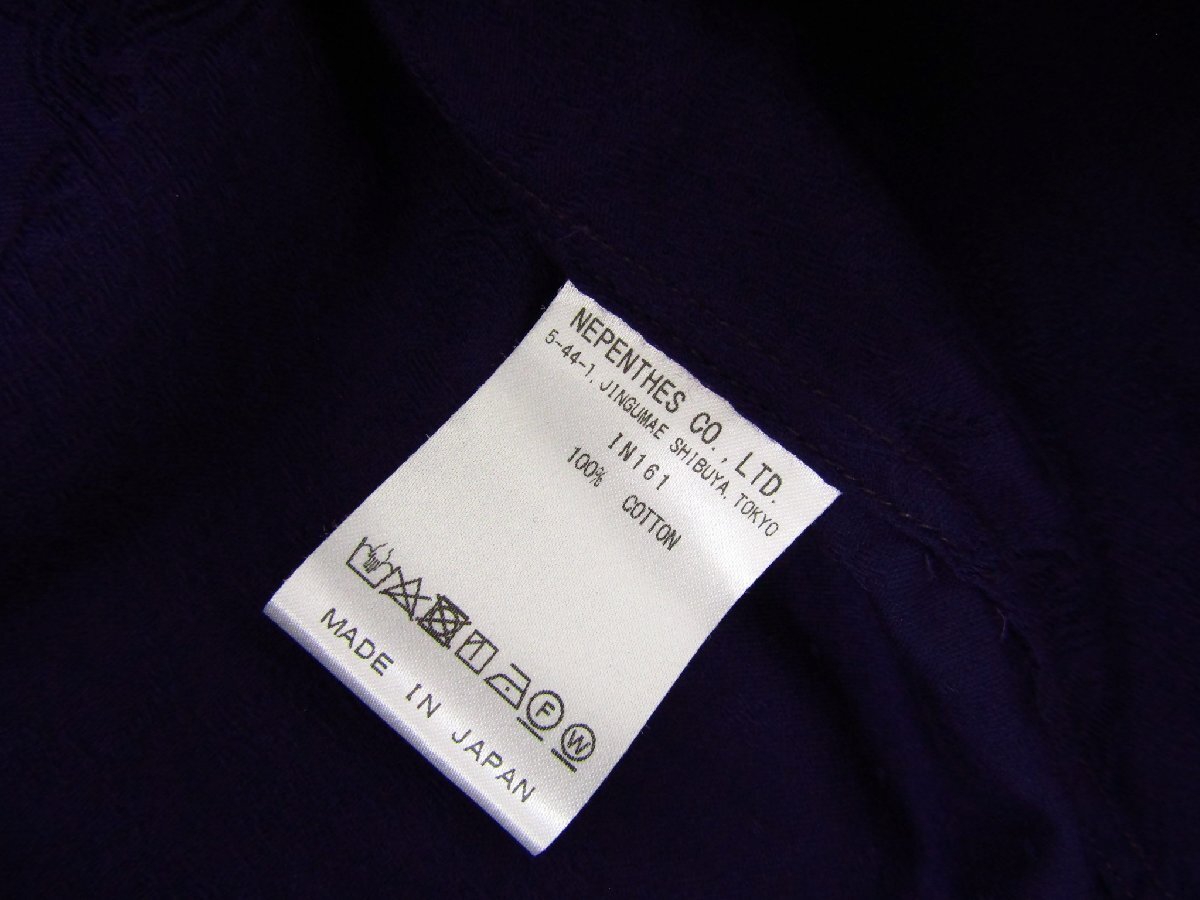 NEPENTHES CO., LTD.
5-44-1, JINGUMAE SHIBUYA, TOKYO
IN161
100% COTTON
F W
MADE IN JAPAN